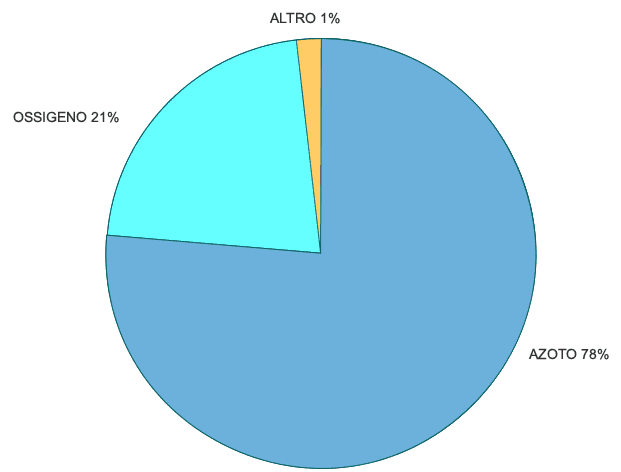 ALTRO 1%
OSSIGENO 21%
AZOTO 78%